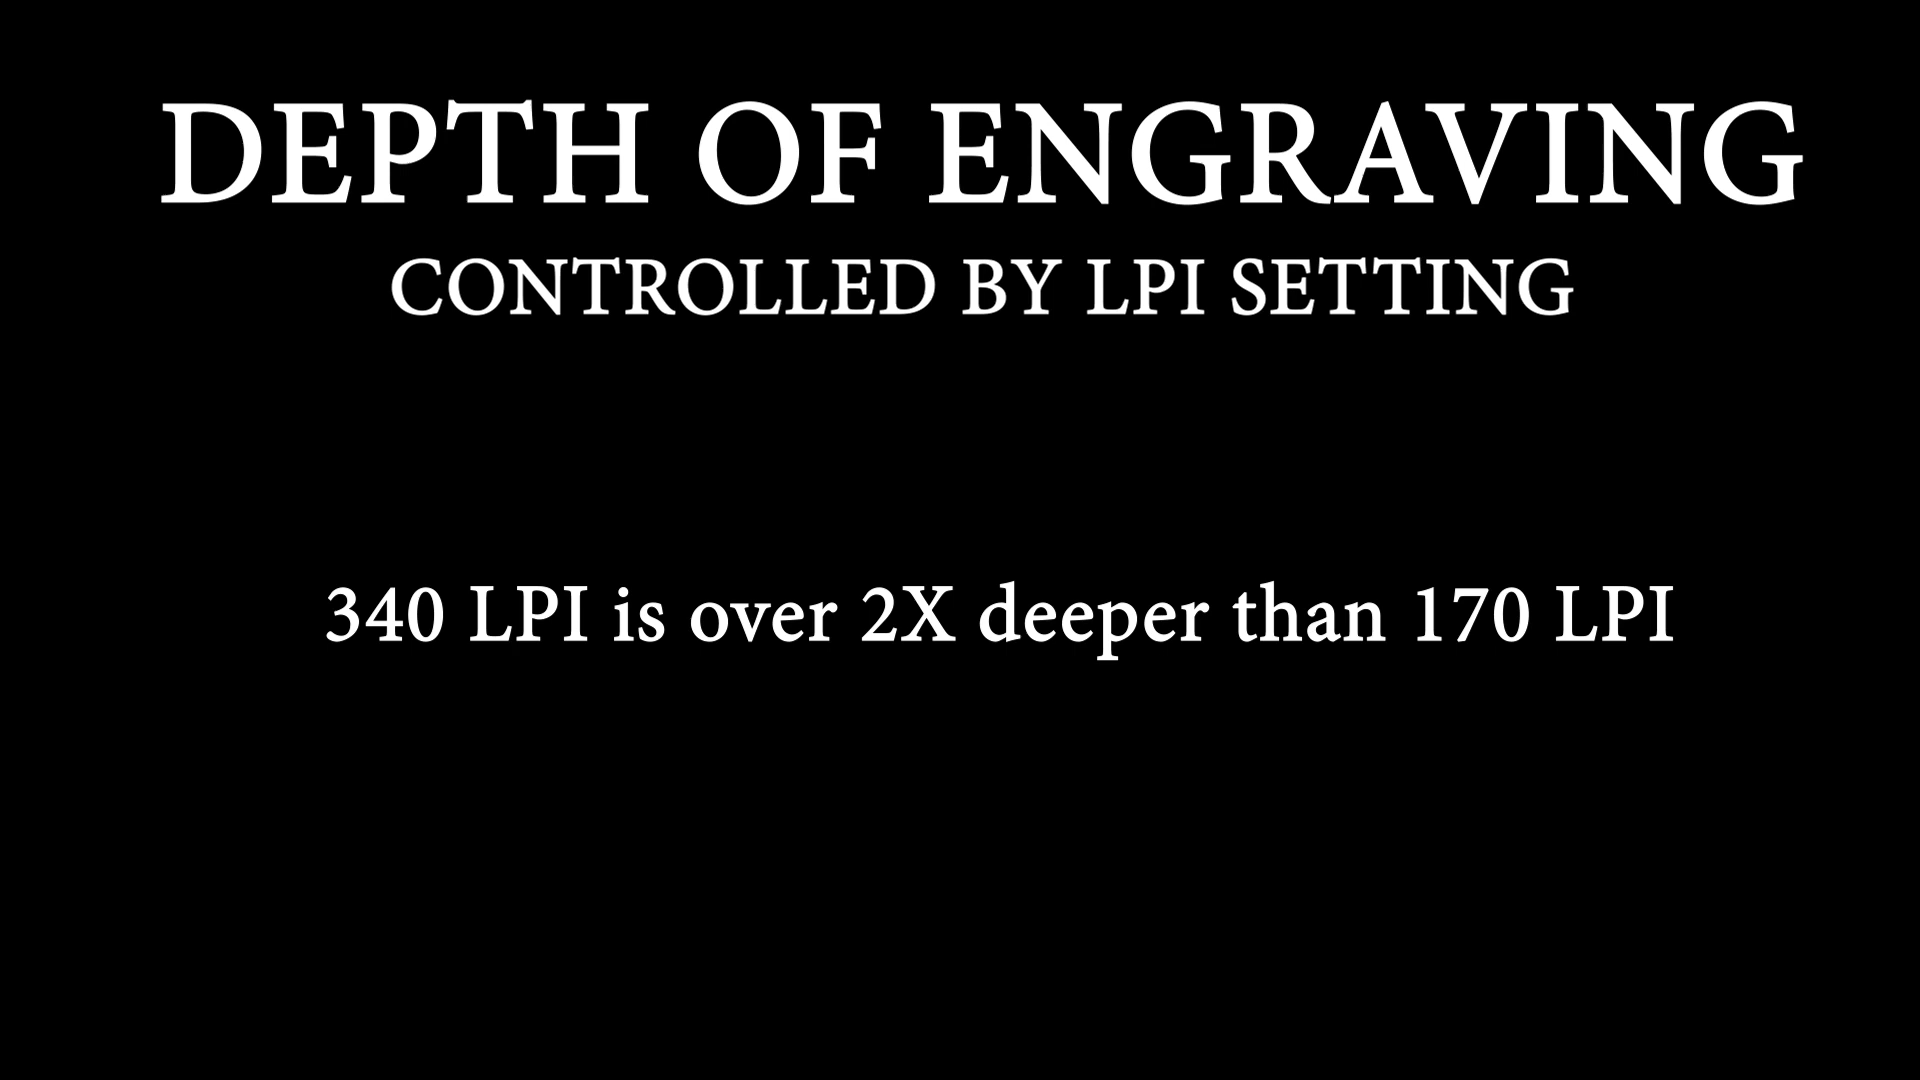 DEPTH OF ENGRAVING
CONTROLLED BY LPI SETTING
340 LPI is over 2X deeper than 170 LPI